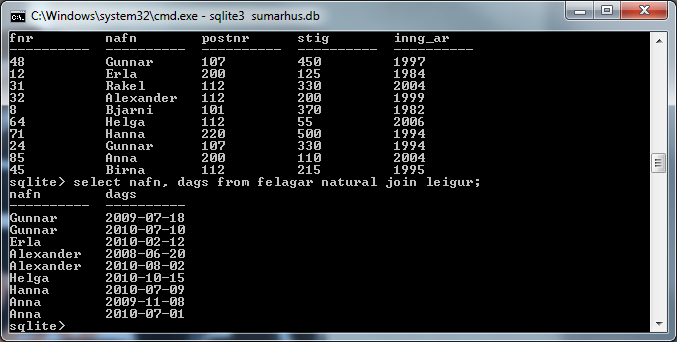 C:\Windows\system32\cmd.exe - sqlite3  sumarhus.db
fnr         nafn        postnr      stig        inng_ar
----------  ----------  ----------  ----------  ----------
48          Gunnar      107         450         1997
12          Erla        200         125         1984
31          Rakel       112         330         2004
32          Alexander   112         200         1999
8           Bjarni      101         370         1982
64          Helga       112         55          2006
71          Hanna       220         500         1994
24          Gunnar      107         330         1994
85          Anna        200         110         2004
45          Birna       112         215         1995
sqlite> select nafn, dags from felagar natural join leigur;
nafn        dags
----------  ----------
Gunnar      2009-07-18
Gunnar      2010-07-10
Erla        2010-02-12
Alexander   2008-06-20
Alexander   2010-08-02
Helga       2010-10-15
Hanna       2010-07-09
Anna        2009-11-08
Anna        2010-07-01
sqlite>